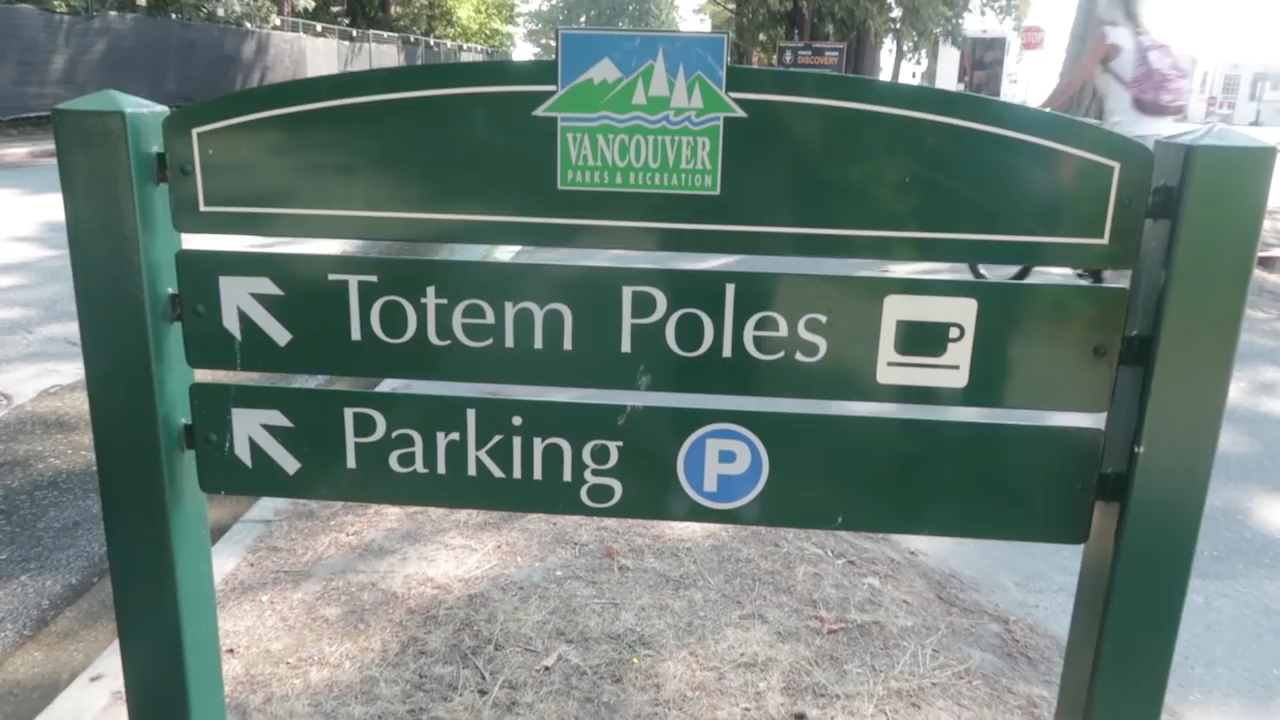 STOP
DISCOVERY
VANCOUVER
PARKS & RECREATION
Totem Poles
Parking P